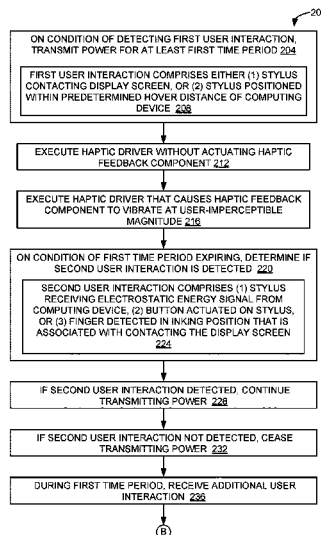 20
ON CONDITION OF DETECTING FIRST USER INTERACTION,
TRANSMIT POWER FOR AT LEAST FIRST TIME PERIOD 204
FIRST USER INTERACTION COMPRISES EITHER (1) STYLUS
CONTACTING DISPLAY SCREEN, OR (2) STYLUS POSITIONED
WITHIN PREDETERMINED HOVER DISTANCE OF COMPUTING
DEVICE 208
EXECUTE HAPTIC DRIVER WITHOUT ACTUATING HAPTIC
FEEDBACK COMPONENT 212
EXECUTE HAPTIC DRIVER THAT CAUSES HAPTIC FEEDBACK
COMPONENT TO VIBRATE AT USER-IMPERCEPTIBLE
MAGNITUDE 216
ON CONDITION OF FIRST TIME PERIOD EXPIRING, DETERMINE IF
SECOND USER INTERACTION IS DETECTED 220
SECOND USER INTERACTION COMPRISES (1) STYLUS
RECEIVING ELECTROSTATIC ENERGY SIGNAL FROM
COMPUTING DEVICE, (2) BUTTON ACTUATED ON STYLUS,
OR (3) FINGER DETECTED IN INKING POSITION THAT IS
ASSOCIATED WITH CONTACTING THE DISPLAY SCREEN
224
IF SECOND USER INTERACTION DETECTED, CONTINUE
TRANSMITTING POWER 228
IF SECOND USER INTERACTION NOT DETECTED, CEASE
TRANSMITTING POWER 232
DURING FIRST TIME PERIOD, RECEIVE ADDITIONAL USER
INTERACTION 236
B